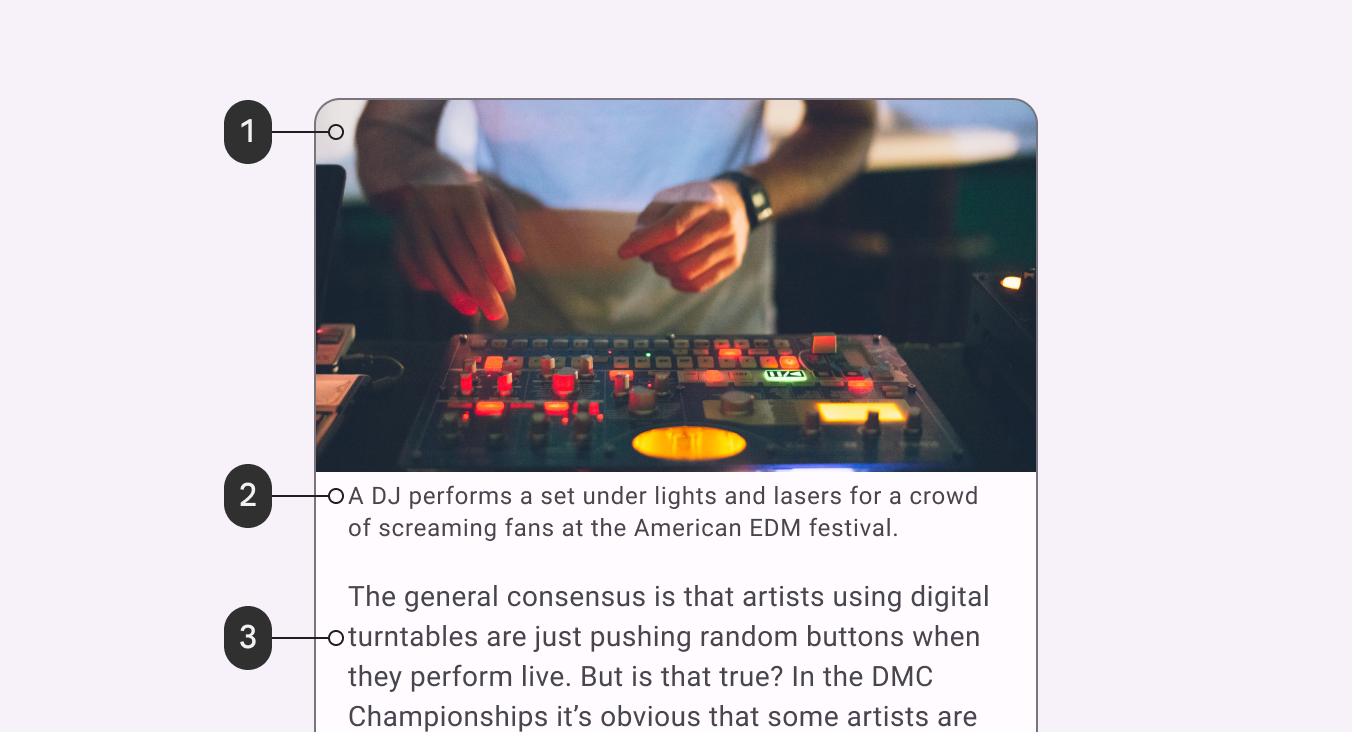 1
2
A DJ performs a set under lights and lasers for a crowd
of screaming fans at the American EDM festival.
3
The general consensus is that artists using digital
turntables are just pushing random buttons when
they perform live. But is that true? In the DMC
Championships it’s obvious that some artists are